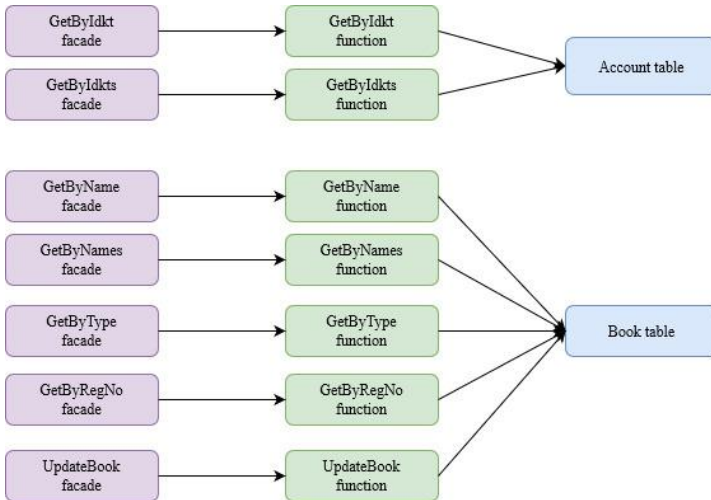 GetByIdkt
facade
GetByIdkt
function
Account table
GetByIdkts
facade
GetByIdkts
function
GetByName
facade
GetByName
function
GetByNames
facade
GetByNames
function
GetByType
facade
GetByType
function
Book table
GetByRegNo
facade
GetByRegNo
function
UpdateBook
facade
UpdateBook
function